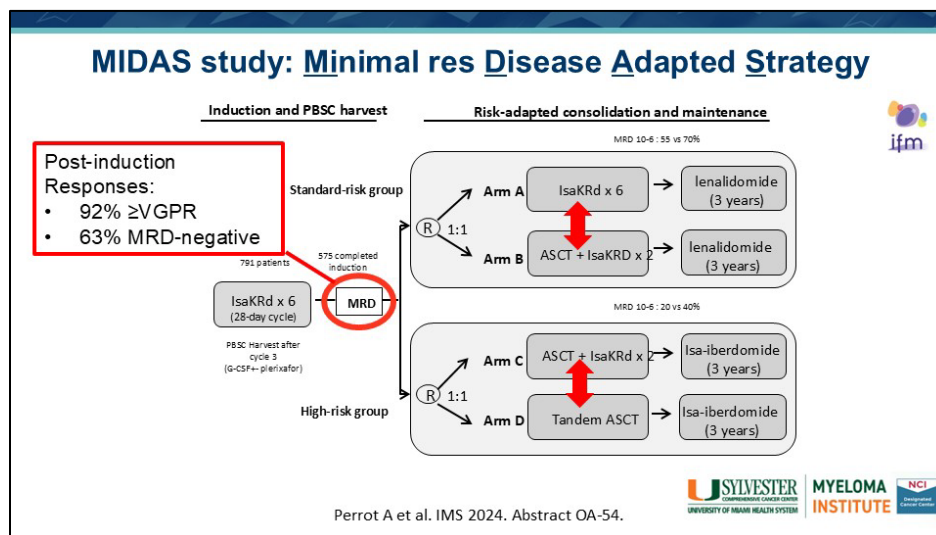 MIDAS study: Minimal res Disease Adapted Strategy
Induction and PBSC harvest
Risk-adapted consolidation and maintenance
ifm
Post-induction
Responses:
• 92% ≥VGPR
• 63% MRD-negative
791 patients
575 completed
induction
IsaKRd x 6
(28-day cycle)
MRD
PBSC Harvest after
cycle 3
(G-CSF+- plerixafor)
MRD 10-6 : 55 vs 70%
Standard-risk group
R 1:1
Arm A
IsaKRd x 6
lenalidomide
(3 years)
Arm B
ASCT + IsaKRD x 2
lenalidomide
(3 years)
MRD 10-6 : 20 vs 40%
High-risk group
R 1:1
Arm C
ASCT + IsaKRd x 2
Isa-iberdomide
(3 years)
Arm D
Tandem ASCT
Isa-iberdomide
(3 years)
Perrot A et al. IMS 2024. Abstract OA-54.
U SYLVESTER
COMPREHENSIVE CANCER CENTER
UNIVERSITY OF MIAMI HEALTH SYSTEM
MYELOMA
INSTITUTE
NCI
Designated
Cancer Center